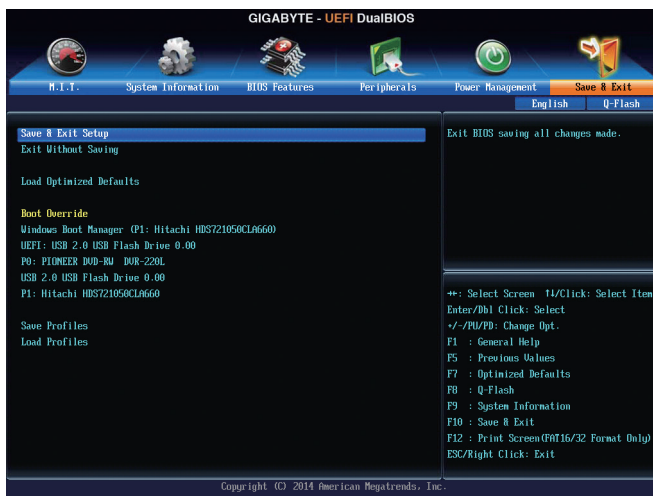 GIGABYTE - UEFI DualBIOS
M.I.T. System Information BIOS Features Peripherals Power Management Save & Exit
English Q-Flash
Save & Exit Setup
Exit Without Saving
Load Optimized Defaults
Boot Override
Windows Boot Manager (P1: Hitachi HDS721050CLA660)
UEFI: USB 2.0 USB Flash Drive 0.00
P0: PIONEER DVD-RW DVR-220L
USB 2.0 USB Flash Drive 0.00
P1: Hitachi HDS721050CLA660
Save Profiles
Load Profiles
Exit BIOS saving all changes made.
→←: Select Screen ↑↓/Click: Select Item
Enter/Dbl Click: Select
+/-/PU/PD: Change Opt.
F1 : General Help
F5 : Previous Values
F7 : Optimized Defaults
F8 : Q-Flash
F9 : System Information
F10 : Save & Exit
F12 : Print Screen(FAT16/32 Format Only)
ESC/Right Click: Exit
Copyright (C) 2014 American Megatrends, Inc.